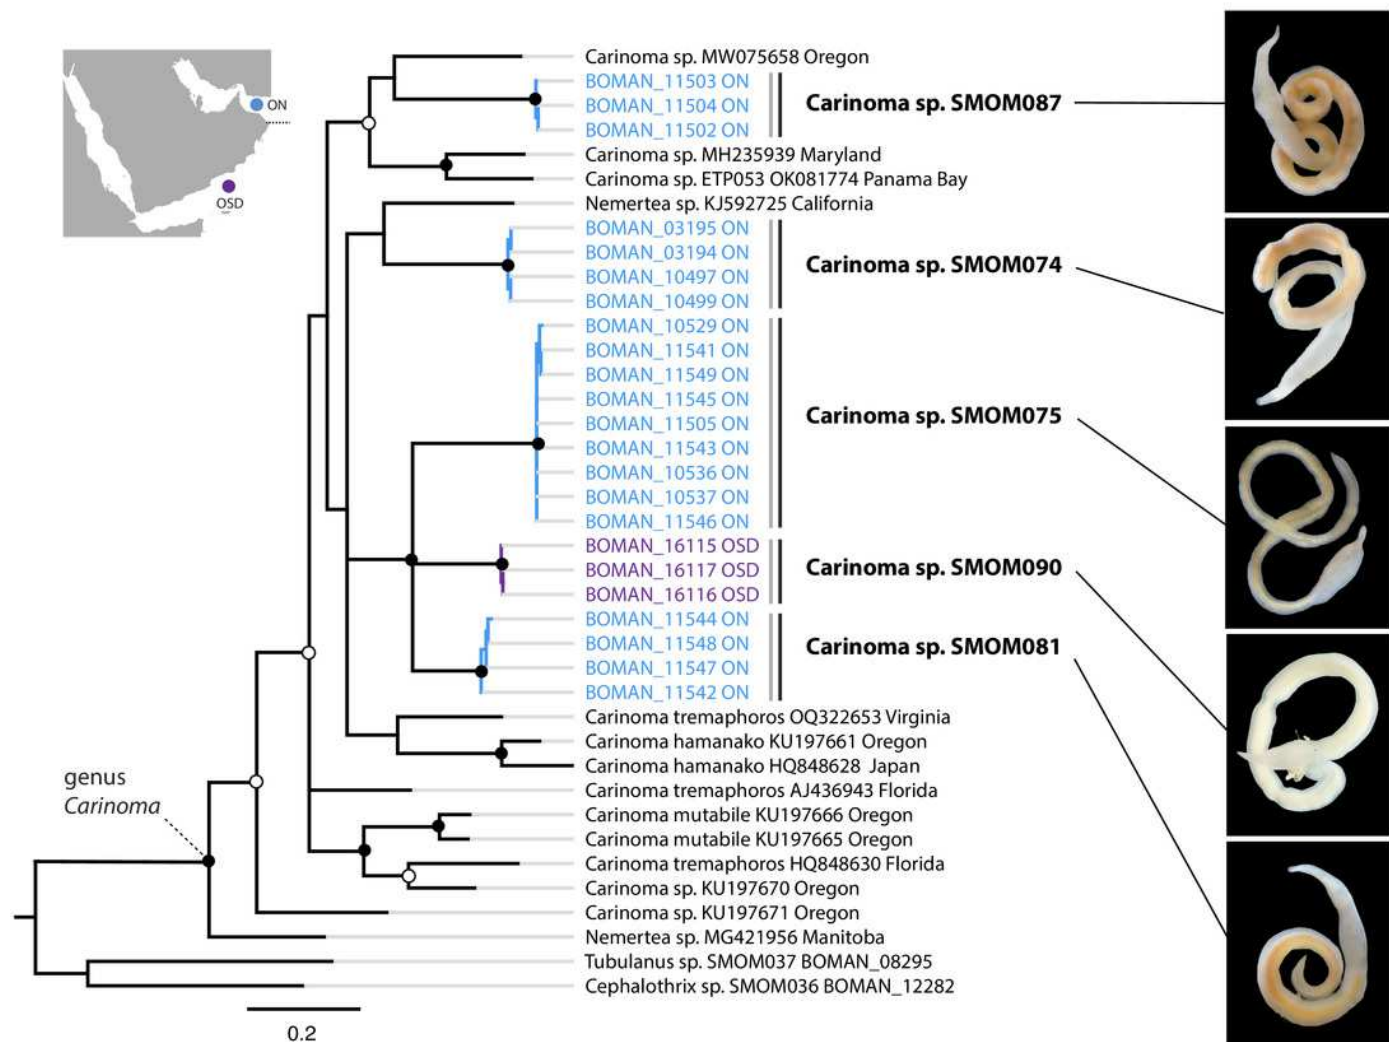 ON
OSD
Carinoma sp. MW075658 Oregon
BOMAN_11503 ON
BOMAN_11504 ON
BOMAN_11502 ON
Carinoma sp. SMOM087
Carinoma sp. MH235939 Maryland
Carinoma sp. ETP053 OK081774 Panama Bay
Nemertea sp. KJ592725 California
BOMAN_03195 ON
BOMAN_03194 ON
BOMAN_10497 ON
BOMAN_10499 ON
Carinoma sp. SMOM074
BOMAN_10529 ON
BOMAN_11541 ON
BOMAN_11549 ON
BOMAN_11545 ON
BOMAN_11505 ON
BOMAN_11543 ON
BOMAN_10536 ON
BOMAN_10537 ON
BOMAN_11546 ON
Carinoma sp. SMOM075
BOMAN_16115 OSD
BOMAN_16117 OSD
BOMAN_16116 OSD
Carinoma sp. SMOM090
BOMAN_11544 ON
BOMAN_11548 ON
BOMAN_11547 ON
BOMAN_11542 ON
Carinoma sp. SMOM081
Carinoma tremaphoros OQ322653 Virginia
Carinoma hamanako KU197661 Oregon
Carinoma hamanako HQ848628 Japan
Carinoma tremaphoros AJ436943 Florida
Carinoma mutabile KU197666 Oregon
Carinoma mutabile KU197665 Oregon
Carinoma tremaphoros HQ848630 Florida
Carinoma sp. KU197670 Oregon
Carinoma sp. KU197671 Oregon
Nemertea sp. MG421956 Manitoba
Tubulanus sp. SMOM037 BOMAN_08295
Cephalothrix sp. SMOM036 BOMAN_12282
genus
Carinoma
0.2